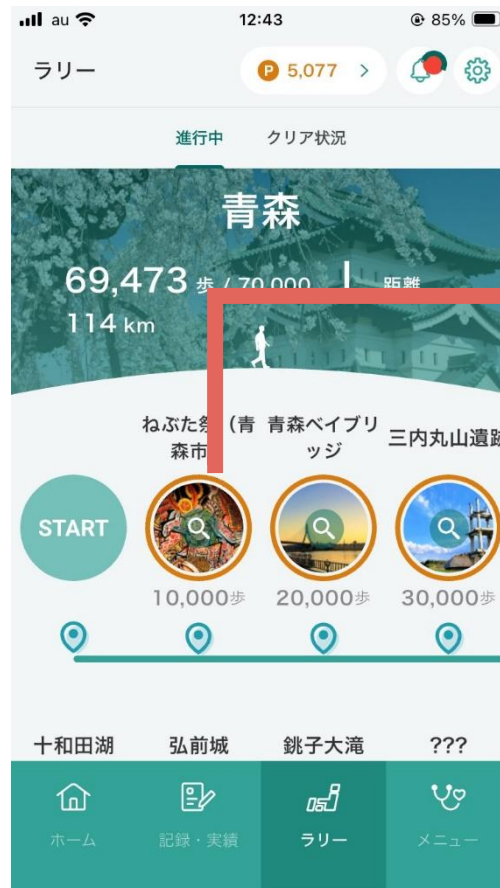 au 12:43 85%
ラリー P 5,077 >
進行中 クリア状況
青森
69,473 歩 / 70,000 距離
114 km
ねぶた祭（青森市
青森ベイブリッジ
三内丸山遺跡
START
10,000歩 20,000歩 30,000歩
十和田湖 弘前城 銚子大滝 ???
ホーム 記録・実績 ラリー メニュー